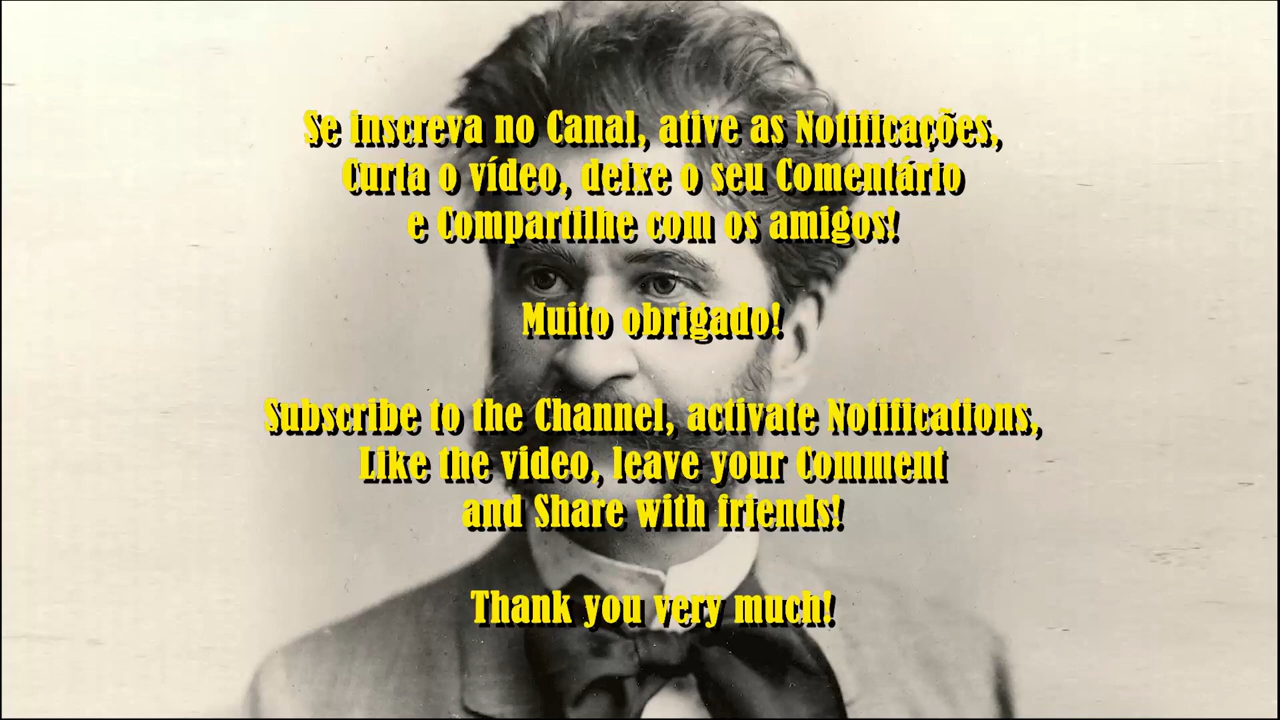 Se inscreva no Canal, ative as Notificações,
Curta o vídeo, deixe o seu Comentário
e Compartilhe com os amigos!
Muito obrigado!
Subscribe to the Channel, activate Notifications,
Like the video, leave your Comment
and Share with friends!
Thank you very much!